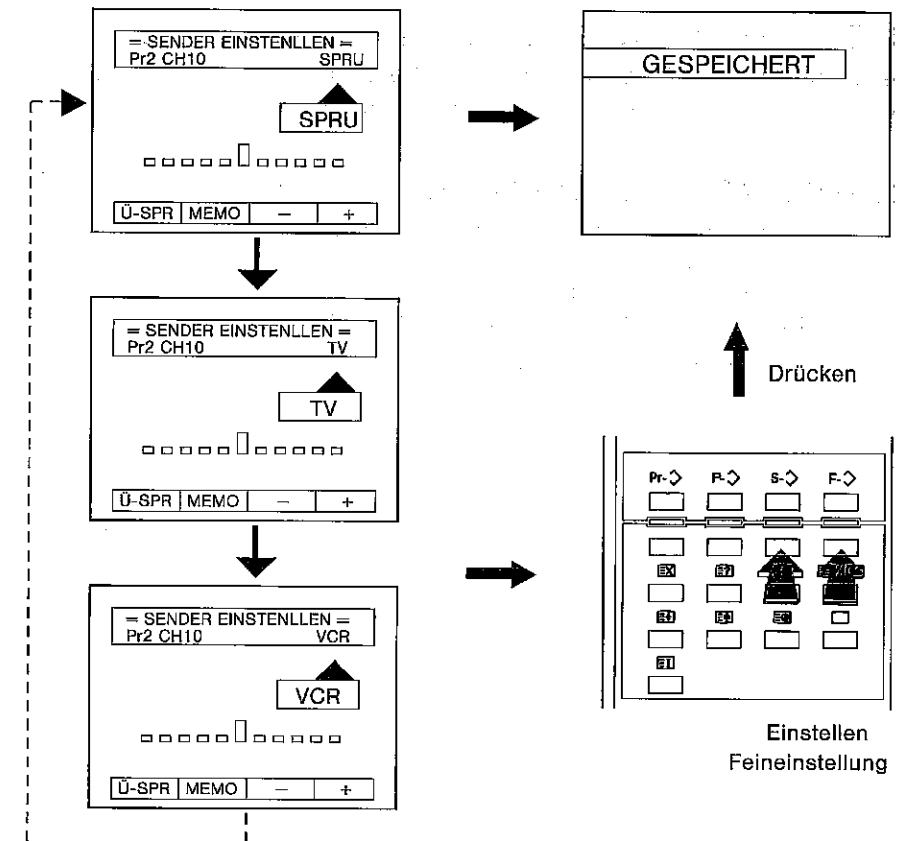 = SENDER EINSTENLLEN =
Pr2 CH10 SPRU
SPRU
Ü-SPR MEMO — +
GESPEICHERT
= SENDER EINSTENLLEN =
Pr2 CH10 TV
TV
Ü-SPR MEMO — +
Drücken
Pr- P- S- F-
= SENDER EINSTENLLEN =
Pr2 CH10 VCR
VCR
Ü-SPR MEMO — +
Einstellen
Feineinstellung